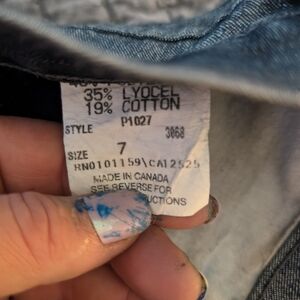 35% LYOCEL
19% COTTON
P1027
STYLE 3068
SIZE 7
RN0101159\CA12525
MADE IN CANADA
SEE REVERSE FOR